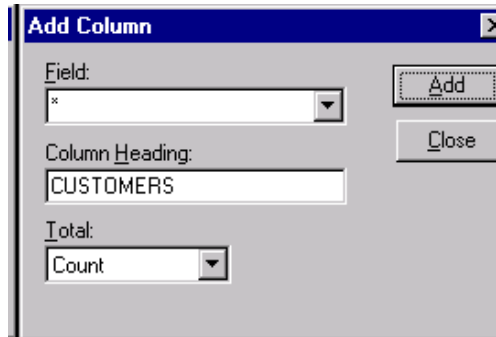 Add Column
Field:
*
Add
Close
Column Heading:
CUSTOMERS
Total:
Count